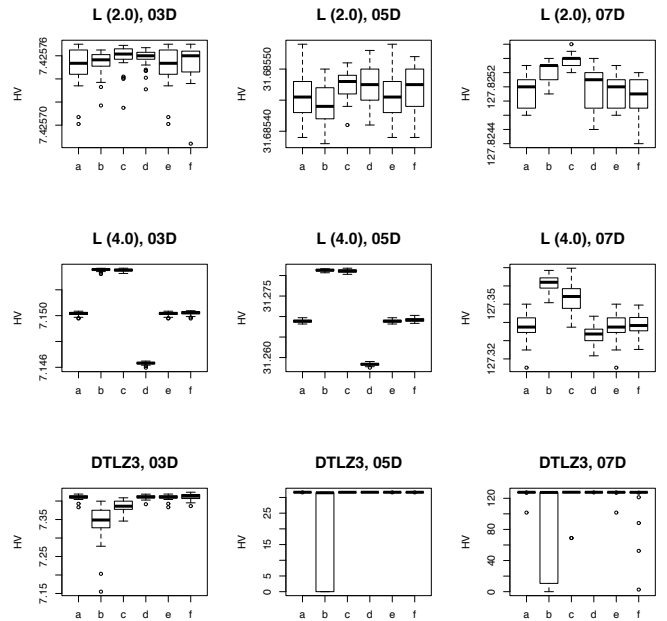 L (2.0), 03D
HV
7.42570
7.42576
a b c d e f
L (2.0), 05D
HV
31.68540
31.68550
a b c d e f
L (2.0), 07D
HV
127.8244
127.8252
a b c d e f
L (4.0), 03D
HV
7.146
7.150
a b c d e f
L (4.0), 05D
HV
31.260
31.275
a b c d e f
L (4.0), 07D
HV
127.32
127.35
a b c d e f
DTLZ3, 03D
HV
7.15
7.25
7.35
a b c d e f
DTLZ3, 05D
HV
0
5
15
25
a b c d e f
DTLZ3, 07D
HV
0
40
80
120
a b c d e f